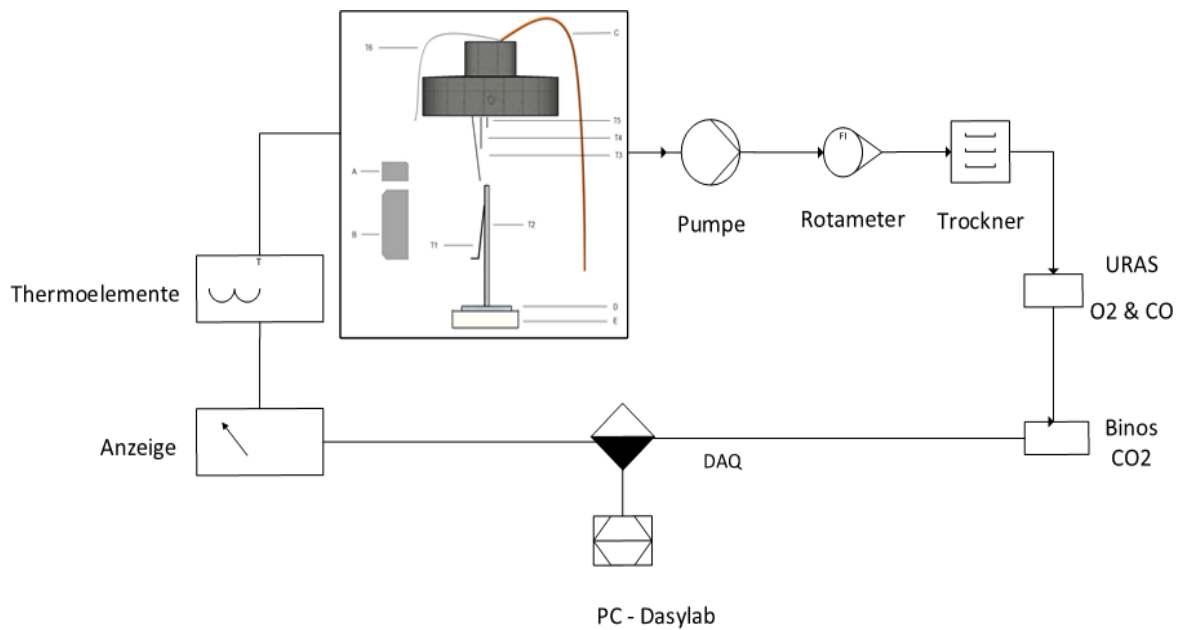 T6
C
T5
T4
T3
A
B
T1
T2
D
E
FI
Pumpe
Rotameter
Trockner
T
Thermoelemente
URAS
O2 & CO
Anzeige
DAQ
Binos
CO2
PC - Dasylab